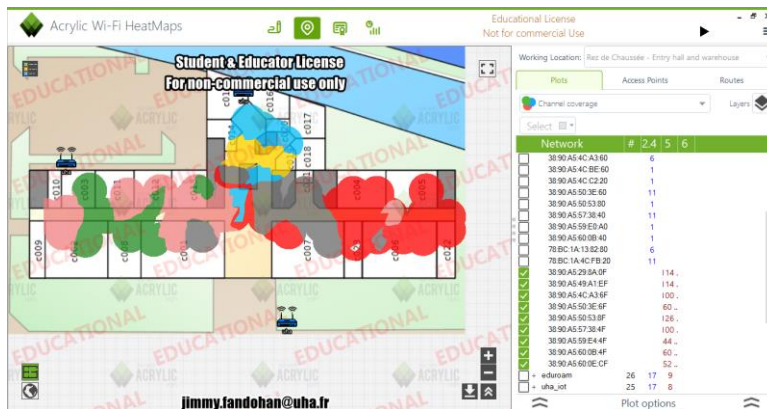 Acrylic Wi-Fi HeatMaps
Educational License
Not for commercial Use
Student & Educator License
For non-commercial use only
Working Location: Rez de Chaussée - Entry hall and warehouse
Plots Access Points Routes
Channel coverage Layers
Select
Network # 2.4 5 6
38:90:A5:4C:A3:60 6
38:90:A5:4C:BE:60 1
38:90:A5:4C:C2:20 1
38:90:A5:50:3E:60 11
38:90:A5:50:53:80 1
38:90:A5:57:38:40 11
38:90:A5:59:E0:A0 1
38:90:A5:60:0B:40 1
78:BC:1A:13:82:80 6
78:BC:1A:4C:FB:20 11
38:90:A5:29:8A:0F 114 .
38:90:A5:49:A1:EF 114 .
38:90:A5:4C:A3:6F 100 .
38:90:A5:50:3E:6F 60 ..
38:90:A5:50:53:8F 126 .
38:90:A5:57:38:4F 100 .
38:90:A5:59:E4:4F 44 ..
38:90:A5:60:0B:4F 60 ..
38:90:A5:60:0E:CF 52 ..
+ eduroam 26 17 9
+ uha_iot 25 17 8
Plot options
c017
c018
c010
c003
c011
c012
c004
c005
c009
c002
c001
c007
c006
c022
EDUCATIONAL
ACRYLIC
jimmy.fandohan@uha.fr